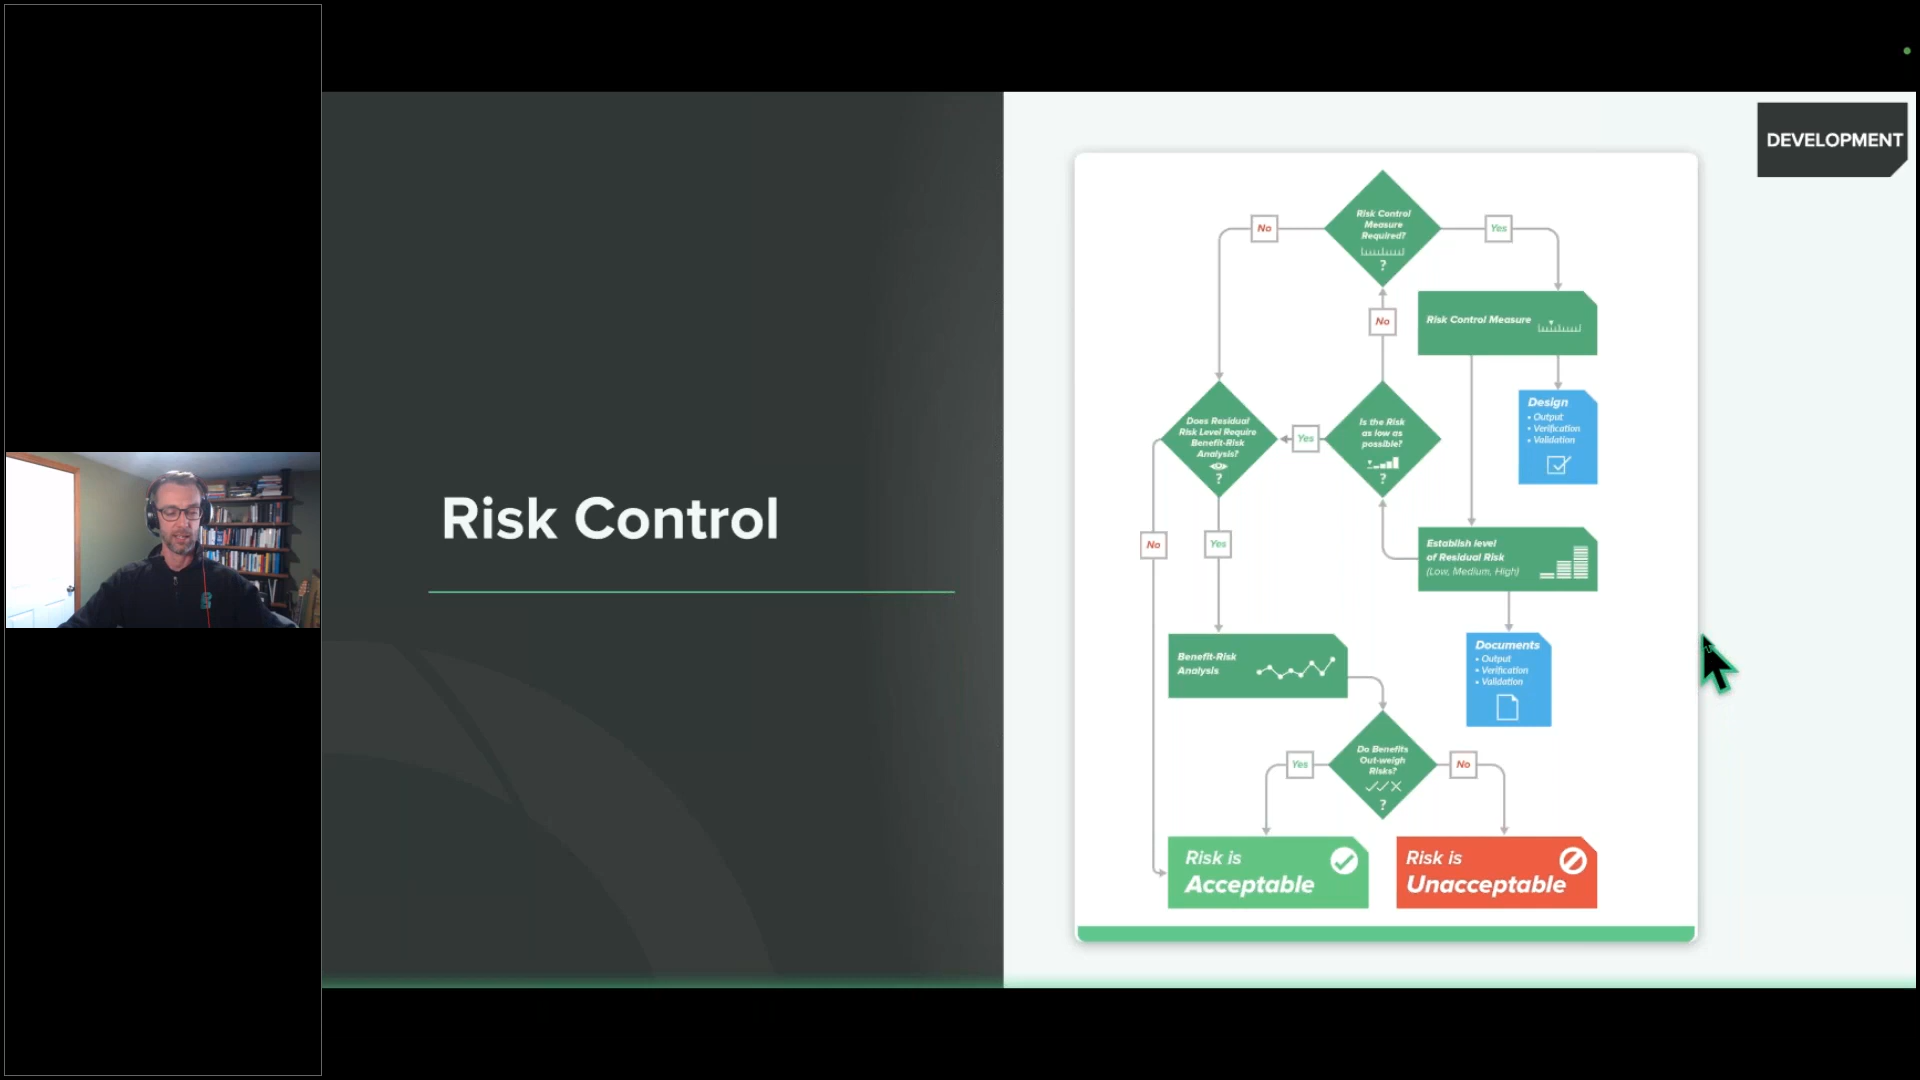 DEVELOPMENT
Risk Control
Risk Control
Measure
Required?
?
No
Yes
Risk Control Measure
No
Design
• Output
• Verification
• Validation
Does Residual
Risk Level Require
Benefit-Risk
Analysis?
?
Yes
Is the Risk
as low as
possible?
?
No
Yes
Establish level
of Residual Risk
(Low, Medium, High)
Benefit-Risk
Analysis
Documents
• Output
• Verification
• Validation
Do Benefits
Out-weigh
Risks?
?
Yes
No
Risk is
Acceptable
Risk is
Unacceptable